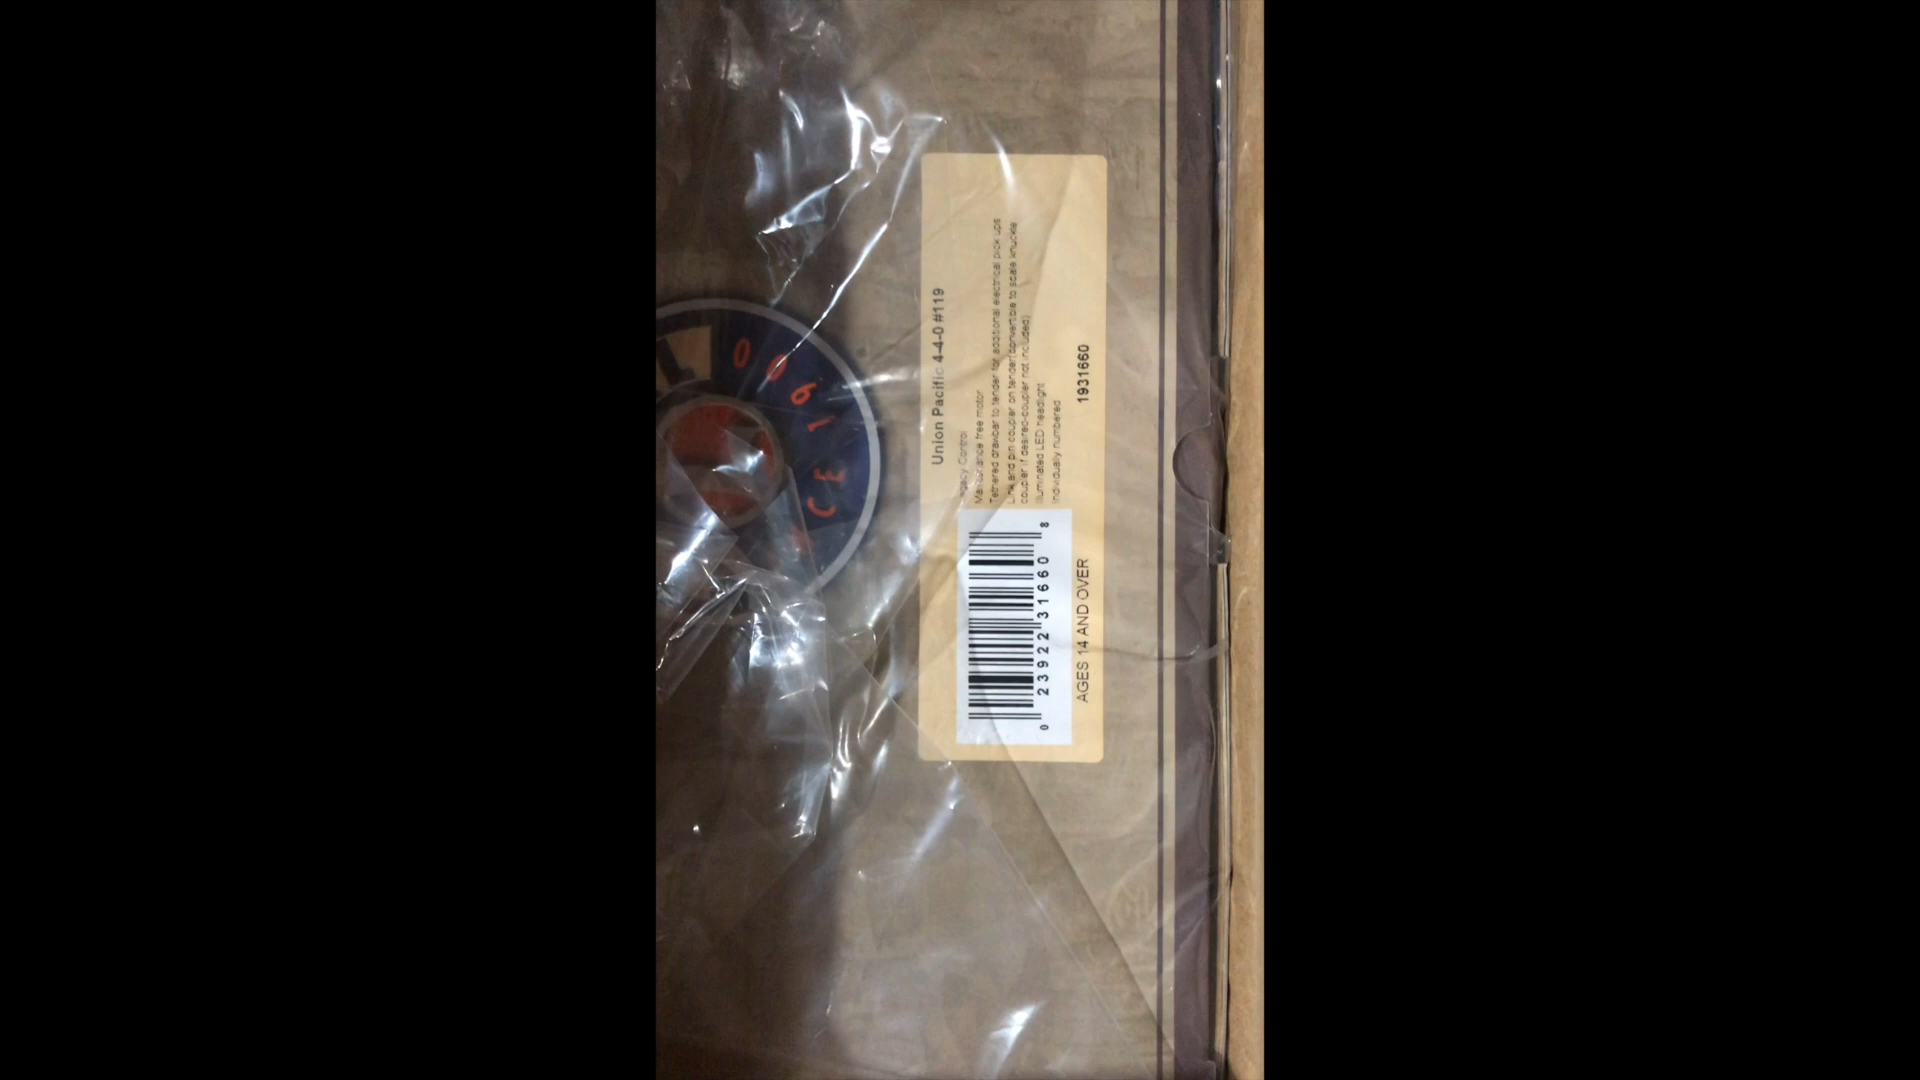 Union Pacific 4-4-0 #119
Legacy Control
Maintenance free motor
Tethered drawbar to tender for additional electrical pick ups
Link and pin coupler on tender(convertible to scale knuckle
coupler if desired-coupler not included)
Illuminated LED headlight
Individually numbered
0 23922 31660 8
AGES 14 AND OVER 1931660